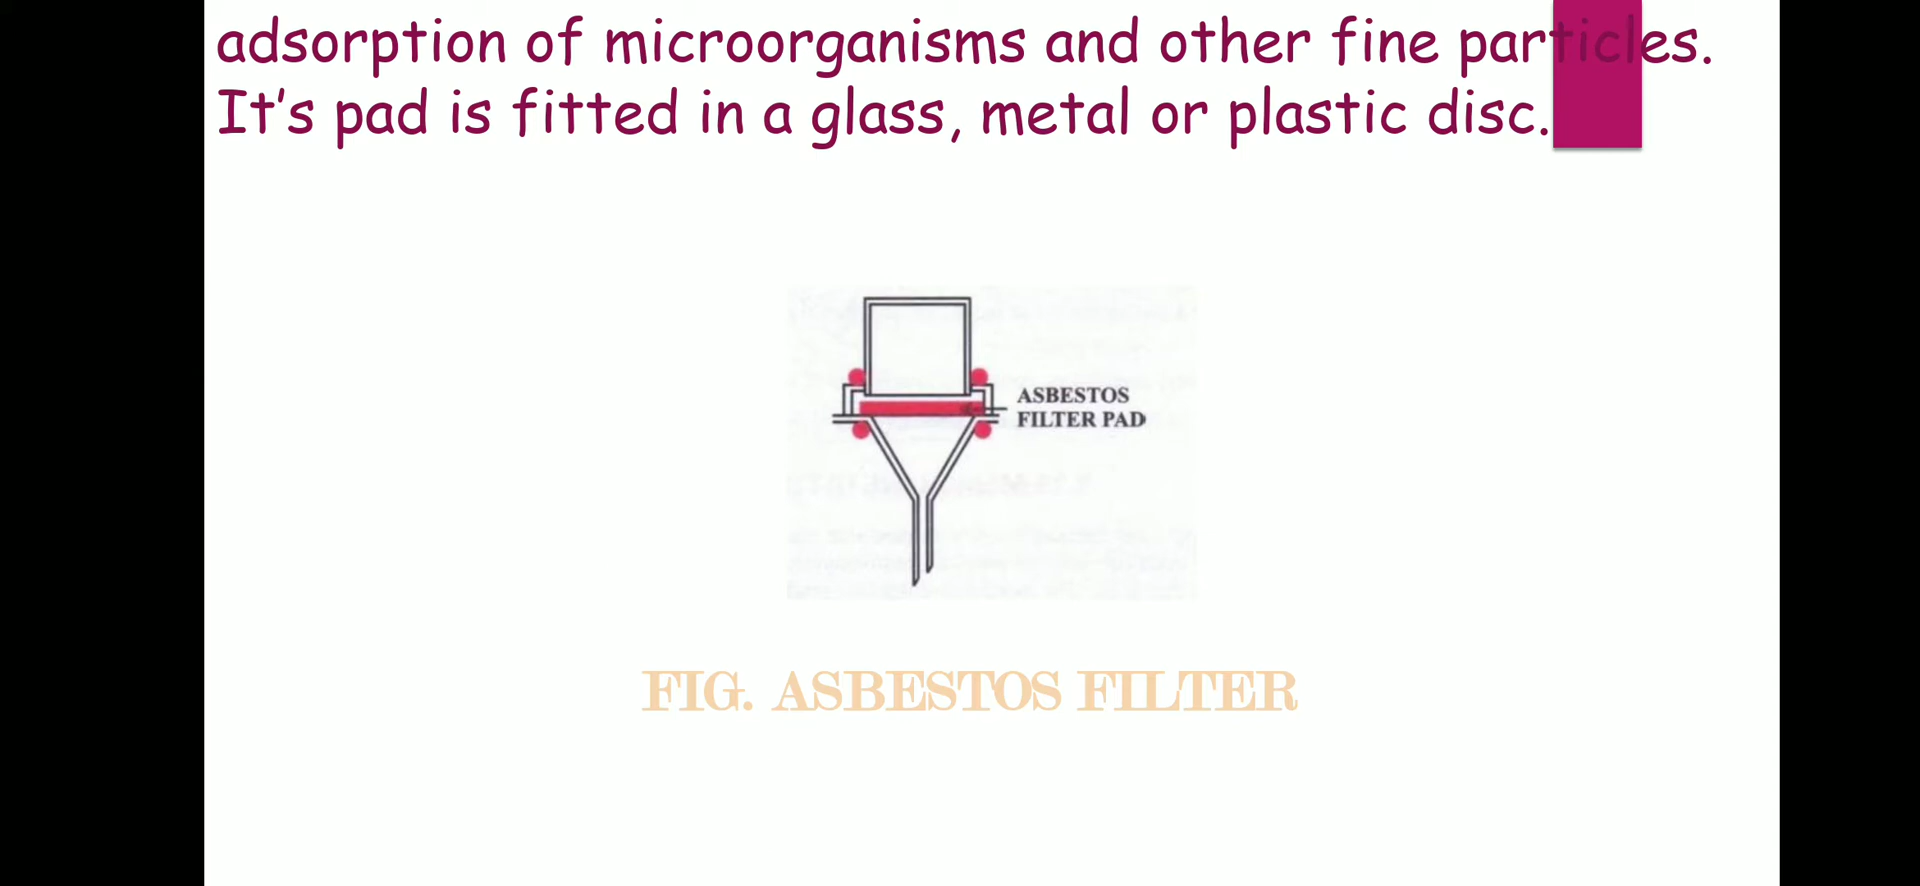 adsorption of microorganisms and other fine particles.
It's pad is fitted in a glass, metal or plastic disc.
ASBESTOS
FILTER PAD
FIG. ASBESTOS FILTER